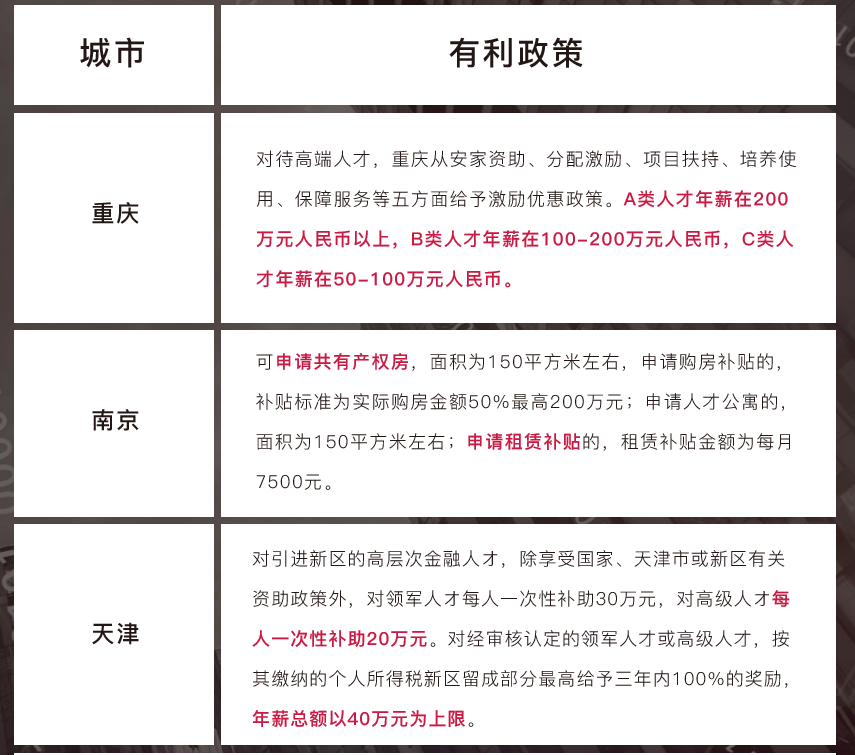 城市
有利政策
重庆
对待高端人才，重庆从安家资助、分配激励、项目扶持、培养使
用、保障服务等五方面给予激励优惠政策。A类人才年薪在200
万元人民币以上，B类人才年薪在100-200万元人民币，C类人
才年薪在50-100万元人民币。
南京
可申请共有产权房，面积为150平方米左右，申请购房补贴的，
补贴标准为实际购房金额50%最高200万元；申请人才公寓的，
面积为150平方米左右；申请租赁补贴的，租赁补贴金额为每月
7500元。
天津
对引进新区的高层次金融人才，除享受国家、天津市或新区有关
资助政策外，对领军人才每人一次性补助30万元，对高级人才每
人一次性补助20万元。对经审核认定的领军人才或高级人才，按
其缴纳的个人所得税新区留成部分最高给予三年内100%的奖励，
年薪总额以40万元为上限。